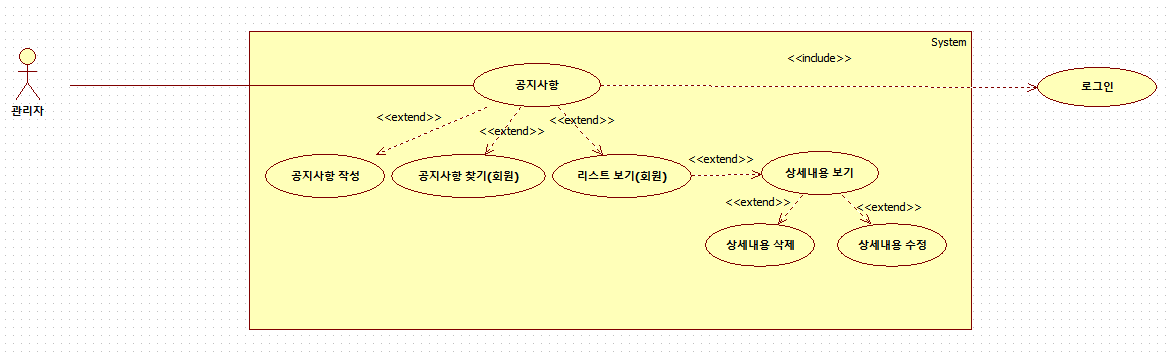 System
<<include>>
공지사항
로그인
관리자
<<extend>>
<<extend>>
<<extend>>
공지사항 작성
공지사항 찾기(회원)
리스트 보기(회원)
<<extend>>
상세내용 보기
<<extend>>
<<extend>>
상세내용 삭제
상세내용 수정